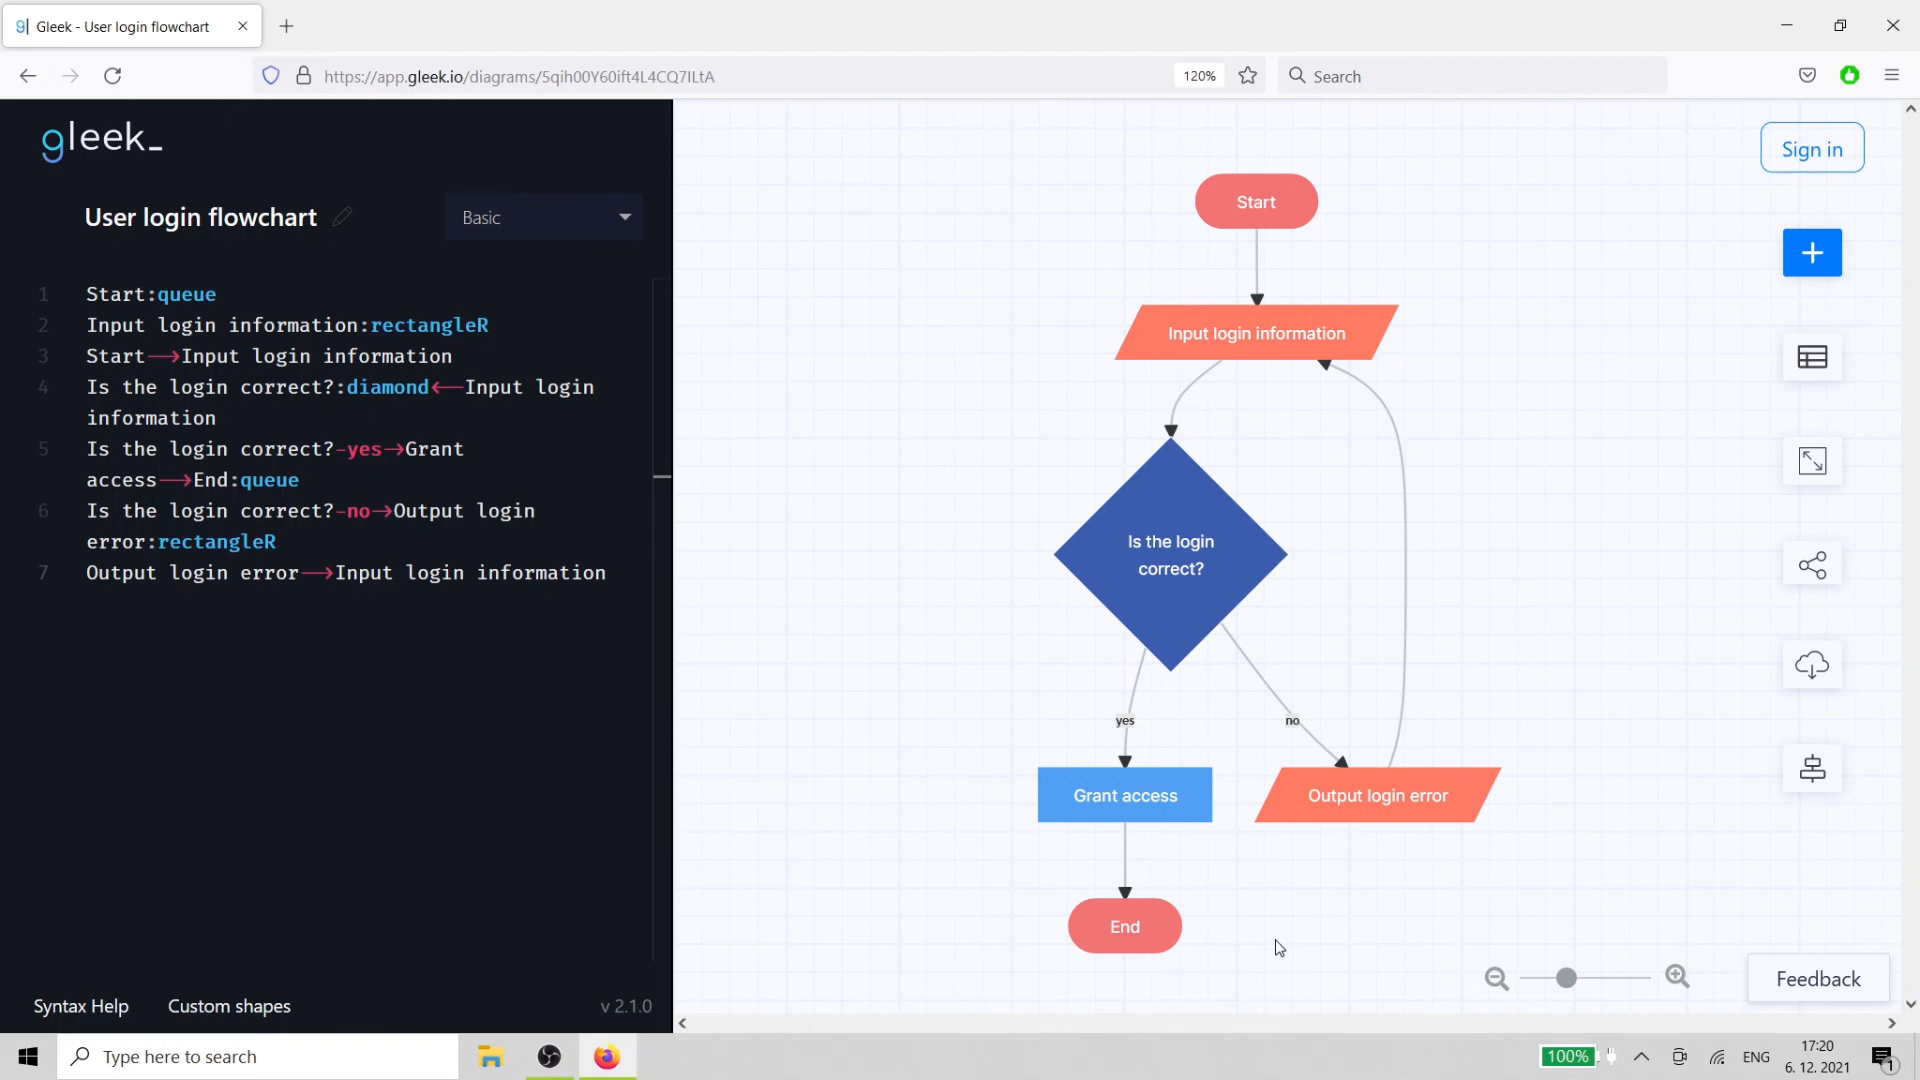 Gleek - User login flowchart
https://app.gleek.io/diagrams/5qih00Y60ift4L4CQ7ILtA
120%
Search
gleek_
Sign in
User login flowchart
Basic
1 Start:queue
2 Input login information:rectangleR
3 Start→Input login information
4 Is the login correct?:diamond←Input login
information
5 Is the login correct?-yes→Grant
access→End:queue
6 Is the login correct?-no→Output login
error:rectangleR
7 Output login error→Input login information
Start
Input login information
Is the login
correct?
yes
no
Grant access
Output login error
End
Feedback
Syntax Help
Custom shapes
v 2.1.0
Type here to search
100%
ENG
17:20
6. 12. 2021
1